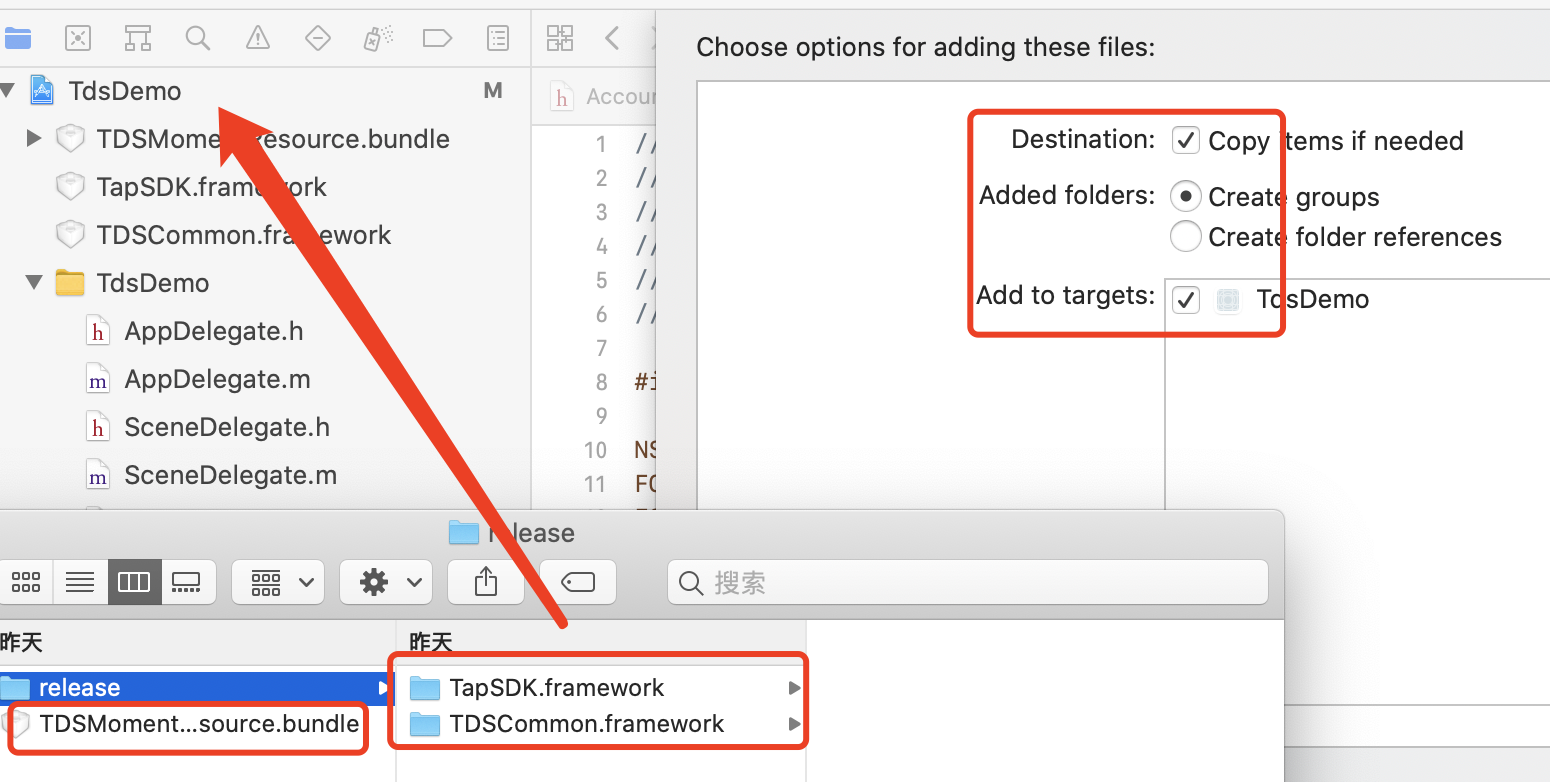 Choose options for adding these files:
TdsDemo
M
TDSMome esource.bundle
TapSDK.framework
TDSCommon.framework
TdsDemo
h AppDelegate.h
m AppDelegate.m
h SceneDelegate.h
m SceneDelegate.m
h Accou
1 //
2 //
3 //
4 //
5 //
6 //
7
8 #i
9
10 NS
11
Destination:
Copy items if needed
Added folders:
Create groups
Create folder references
Add to targets:
TdsDemo
release
搜索
昨天
昨天
release
TDSMoment...source.bundle
TapSDK.framework
TDSCommon.framework